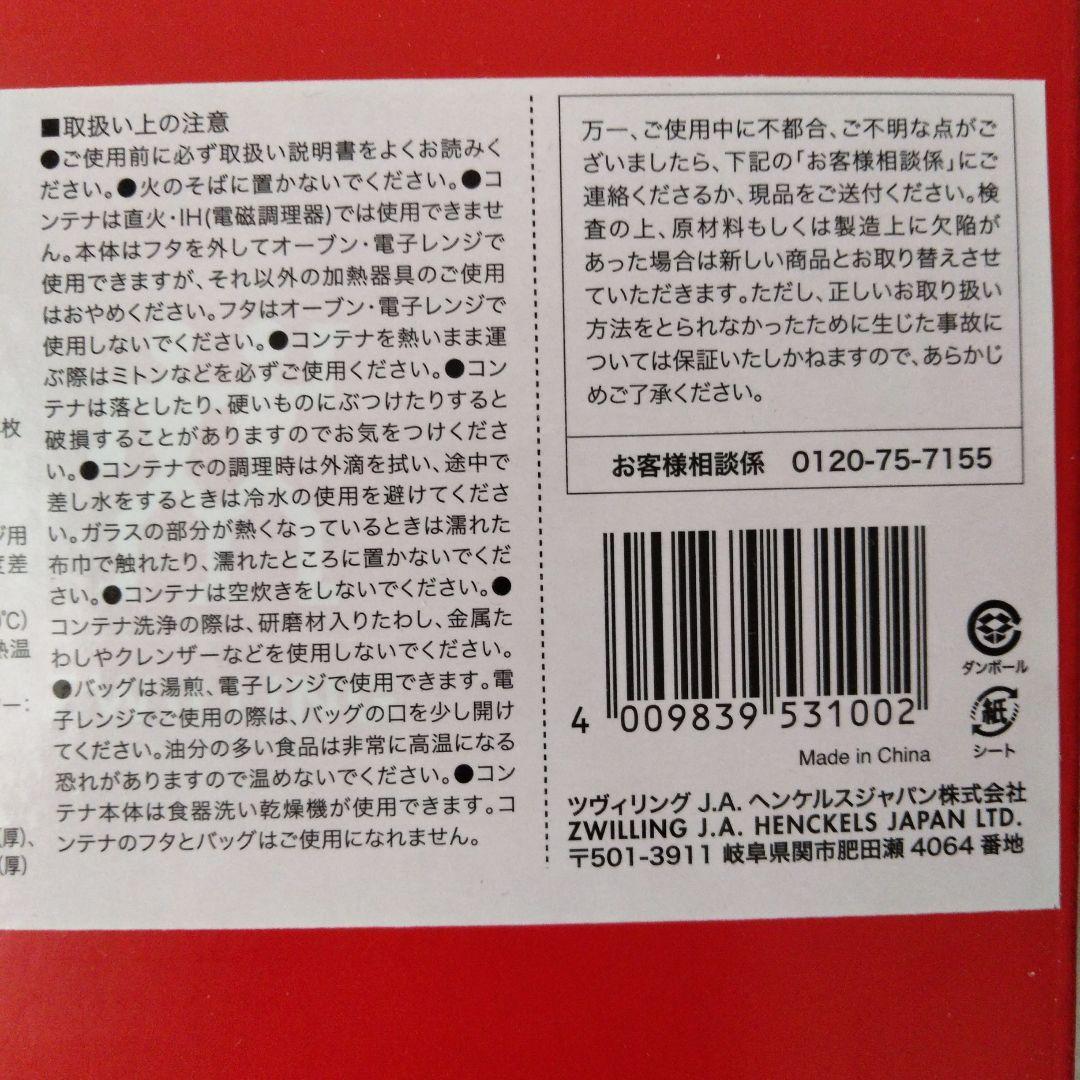 枚
ジ用
度差
0℃)
熱温
ー:
(厚)、
(厚)
■取扱い上の注意
●ご使用前に必ず取扱い説明書をよくお読みく
ださい。●火のそばに置かないでください。●コ
ンテナは直火・IH(電磁調理器)では使用できませ
ん。本体はフタを外してオーブン・電子レンジで
使用できますが、それ以外の加熱器具のご使用
はおやめください。フタはオーブン・電子レンジで
使用しないでください。●コンテナを熱いまま運
ぶ際はミトンなどを必ずご使用ください。●コン
テナは落としたり、硬いものにぶつけたりすると
破損することがありますのでお気をつけくださ
い。●コンテナでの調理時は外滴を拭い、途中で
差し水をするときは冷水の使用を避けてくださ
い。ガラスの部分が熱くなっているときは濡れた
布巾で触れたり、濡れたところに置かないでくだ
さい。●コンテナは空炊きをしないでください。●
コンテナ洗浄の際は、研磨材入りたわし、金属た
わしやクレンザーなどを使用しないでください。
●バッグは湯煎、電子レンジで使用できます。電
子レンジでご使用の際は、バッグの口を少し開け
てください。油分の多い食品は非常に高温になる
恐れがありますので温めないでください。●コン
テナ本体は食器洗い乾燥機が使用できます。コ
ンテナのフタとバッグはご使用になれません。
万一、ご使用中に不都合、ご不明な点がご
ざいましたら、下記の「お客様相談係」にご
連絡くださるか、現品をご送付ください。検
査の上、原材料もしくは製造上に欠陥が
あった場合は新しい商品とお取り替えさせ
ていただきます。ただし、正しいお取り扱い
方法をとられなかったために生じた事故に
ついては保証いたしかねますので、あらかじ
めご了承ください。
お客様相談係 0120-75-7155
4 009839 531002
ダンボール
紙
シート
Made in China
ツヴィリング J.A. ヘンケルスジャパン株式会社
ZWILLING J.A. HENCKELS JAPAN LTD.
〒501-3911 岐阜県関市肥田瀬 4064 番地